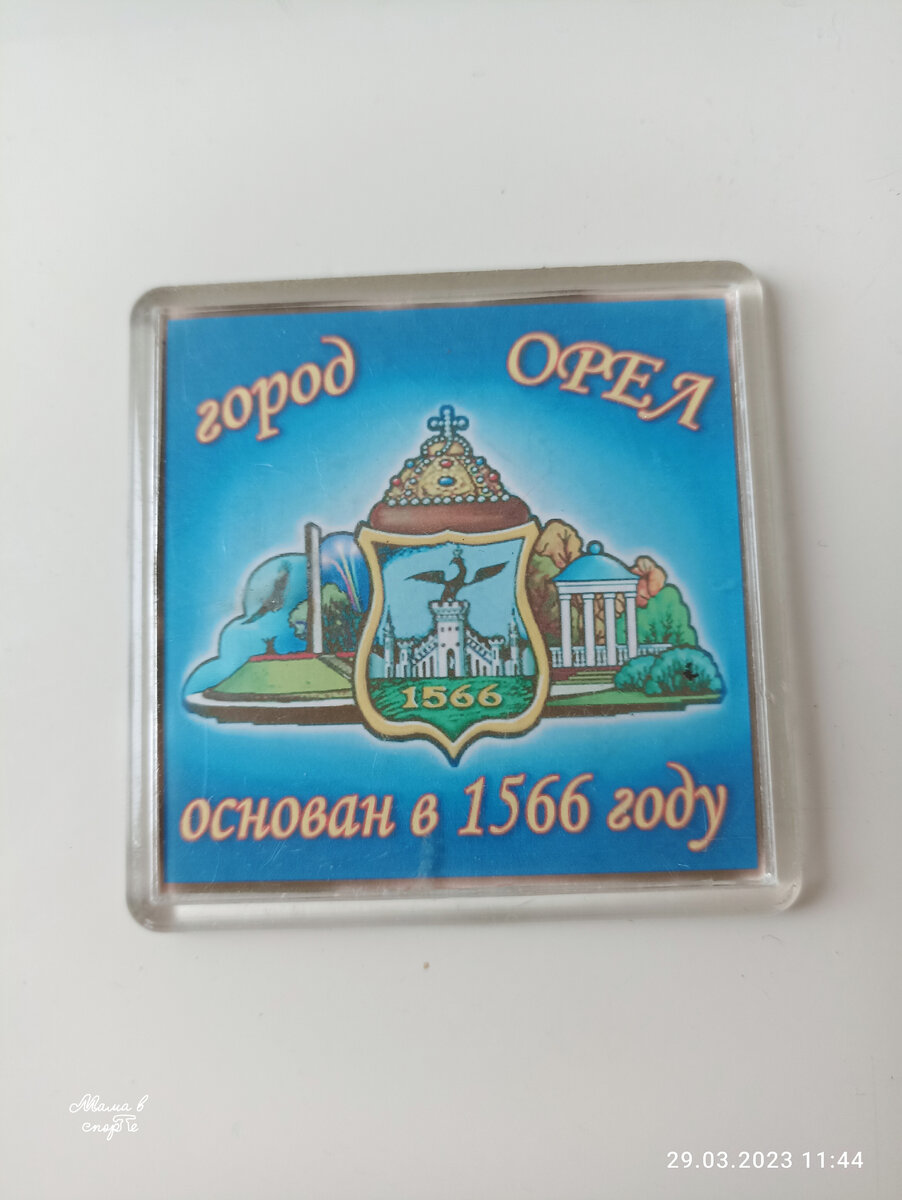 город ОРЕЛ
1566
основан в 1566 году
Мама в
спорте
29.03.2023 11:44